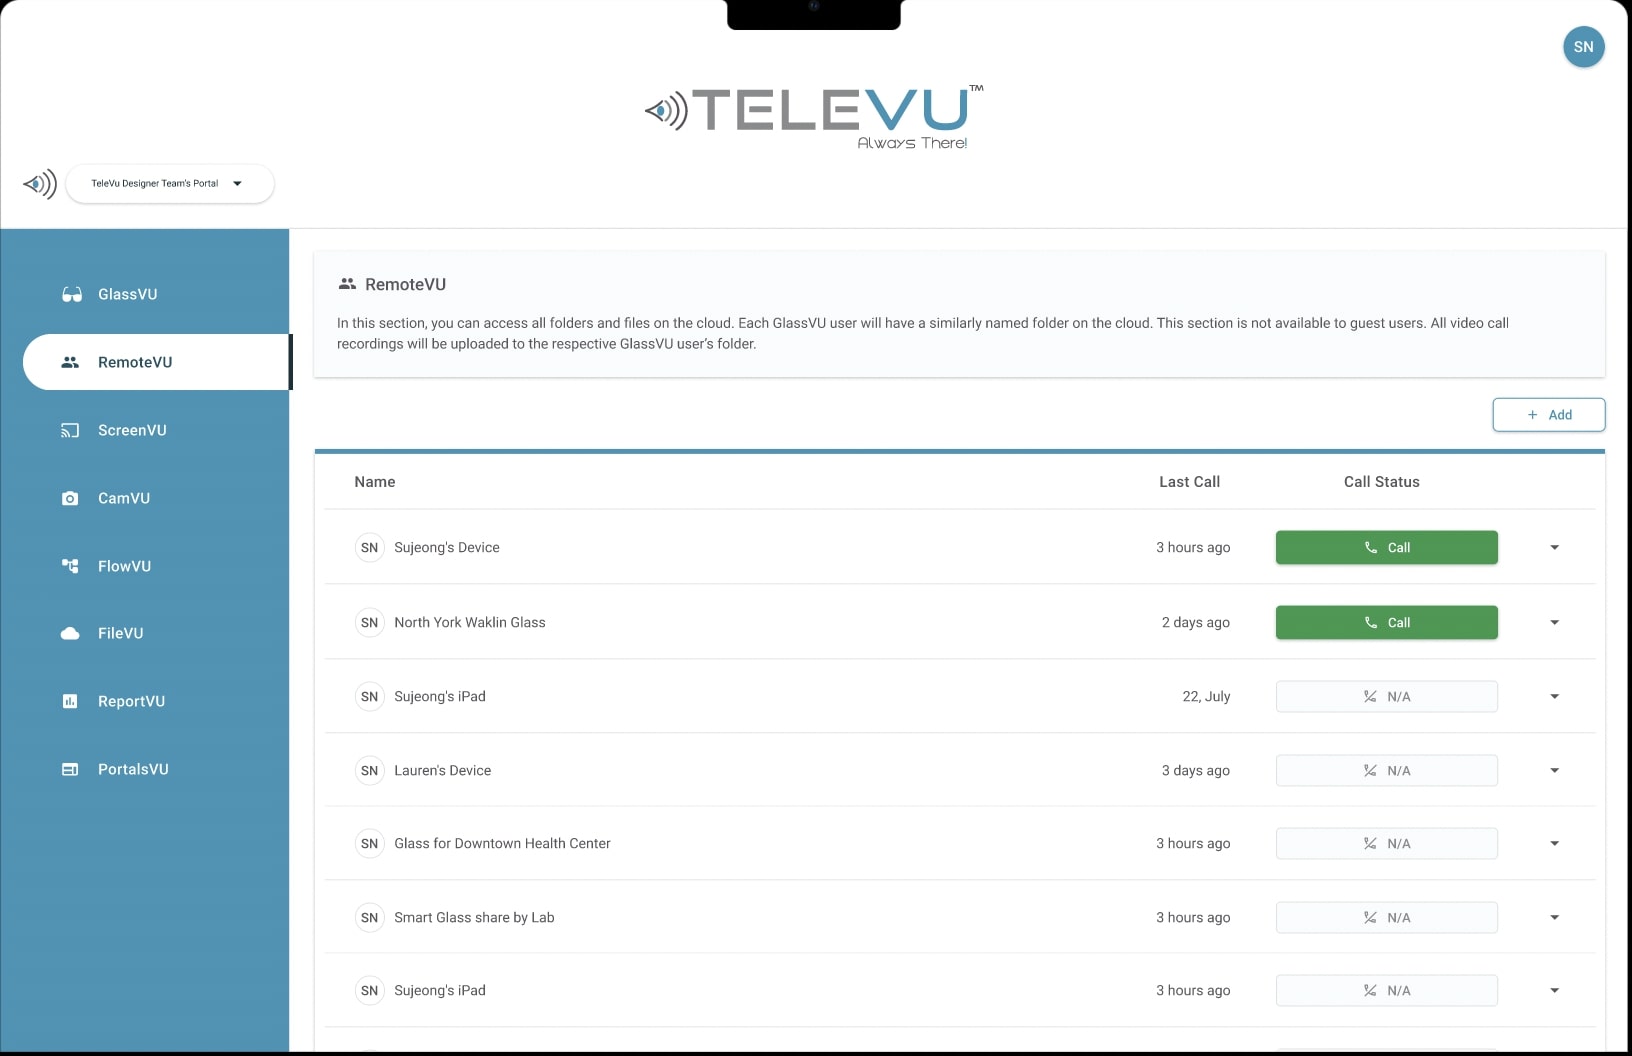 SN
TELEVU™
Always There!
TeleVu Designer Team's Portal
GlassVU
RemoteVU
ScreenVU
CamVU
FlowVU
FileVU
ReportVU
PortalsVU
RemoteVU
In this section, you can access all folders and files on the cloud. Each GlassVU user will have a similarly named folder on the cloud. This section is not available to guest users. All video call
recordings will be uploaded to the respective GlassVU user’s folder.
+ Add
Name Last Call Call Status
SN Sujeong's Device 3 hours ago Call
SN North York Waklin Glass 2 days ago Call
SN Sujeong's iPad 22, July N/A
SN Lauren's Device 3 days ago N/A
SN Glass for Downtown Health Center 3 hours ago N/A
SN Smart Glass share by Lab 3 hours ago N/A
SN Sujeong's iPad 3 hours ago N/A